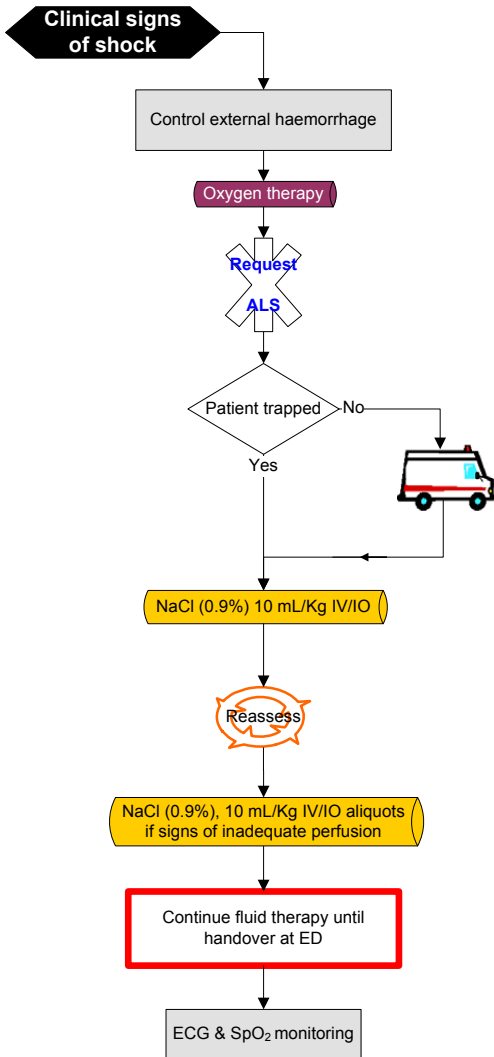 Clinical signs
of shock
Control external haemorrhage
Oxygen therapy
Request
ALS
Patient trapped
No
Yes
NaCl (0.9%) 10 mL/Kg IV/IO
Reassess
NaCl (0.9%), 10 mL/Kg IV/IO aliquots
if signs of inadequate perfusion
Continue fluid therapy until
handover at ED
ECG & SpO₂ monitoring